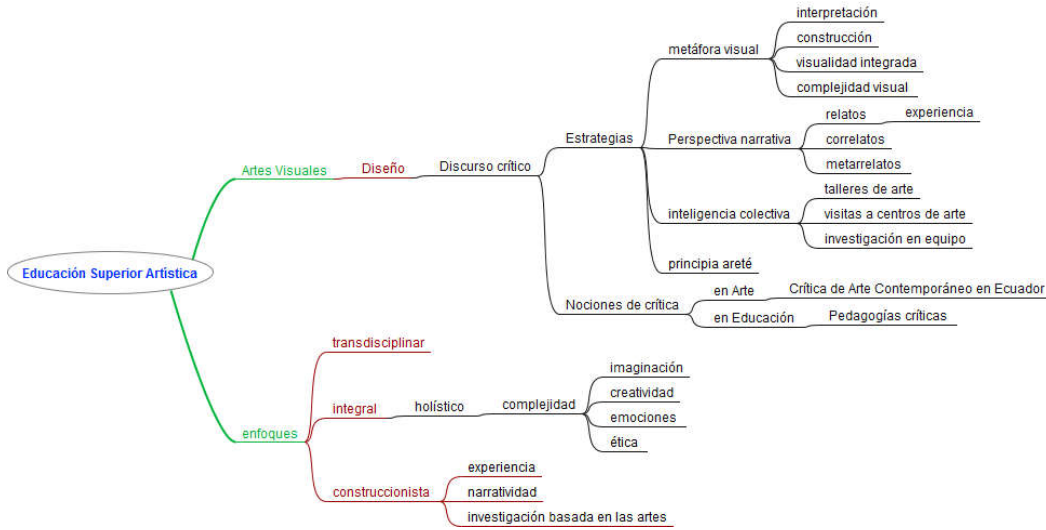 Educación Superior Artística
Artes Visuales
Diseño
Discurso crítico
Estrategias
metáfora visual
interpretación
construcción
visualidad integrada
complejidad visual
Perspectiva narrativa
relatos
experiencia
correlatos
metarrelatos
inteligencia colectiva
talleres de arte
visitas a centros de arte
investigación en equipo
principia areté
Nociones de crítica
en Arte
Crítica de Arte Contemporáneo en Ecuador
en Educación
Pedagogías críticas
enfoques
transdisciplinar
integral
holístico
complejidad
imaginación
creatividad
emociones
ética
construccionista
experiencia
narratividad
investigación basada en las artes